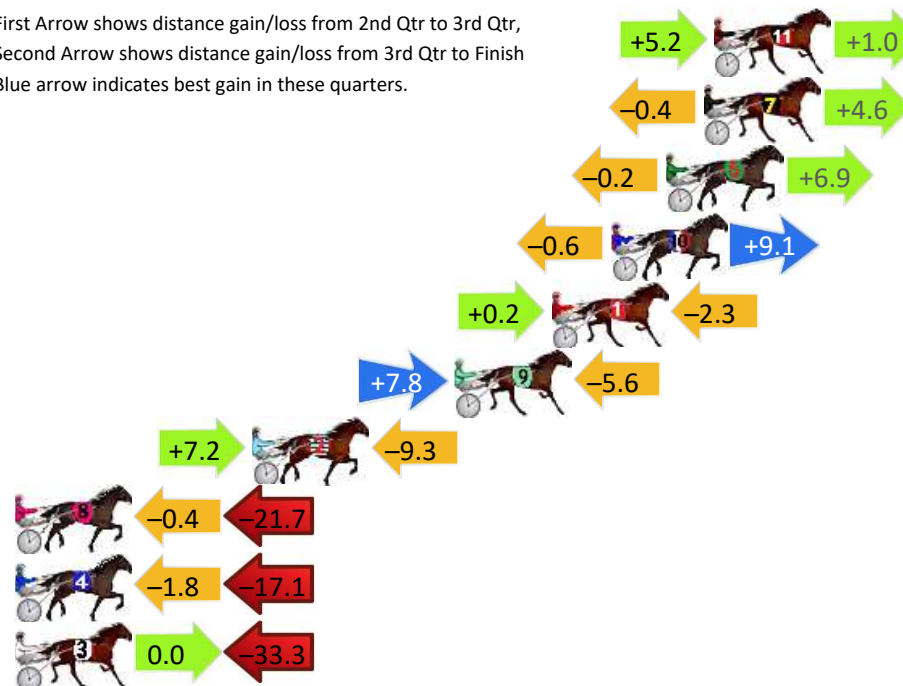 First Arrow shows distance gain/loss from 2nd Qtr to 3rd Qtr,
Second Arrow shows distance gain/loss from 3rd Qtr to Finish
Blue arrow indicates best gain in these quarters.
+5.2 11 +1.0
–0.4 7 +4.6
–0.2 +6.9
–0.6 10 +9.1
+0.2 1 –2.3
+7.8 9 –5.6
+7.2 –9.3
8 –0.4 –21.7
4 –1.8 –17.1
3 0.0 –33.3